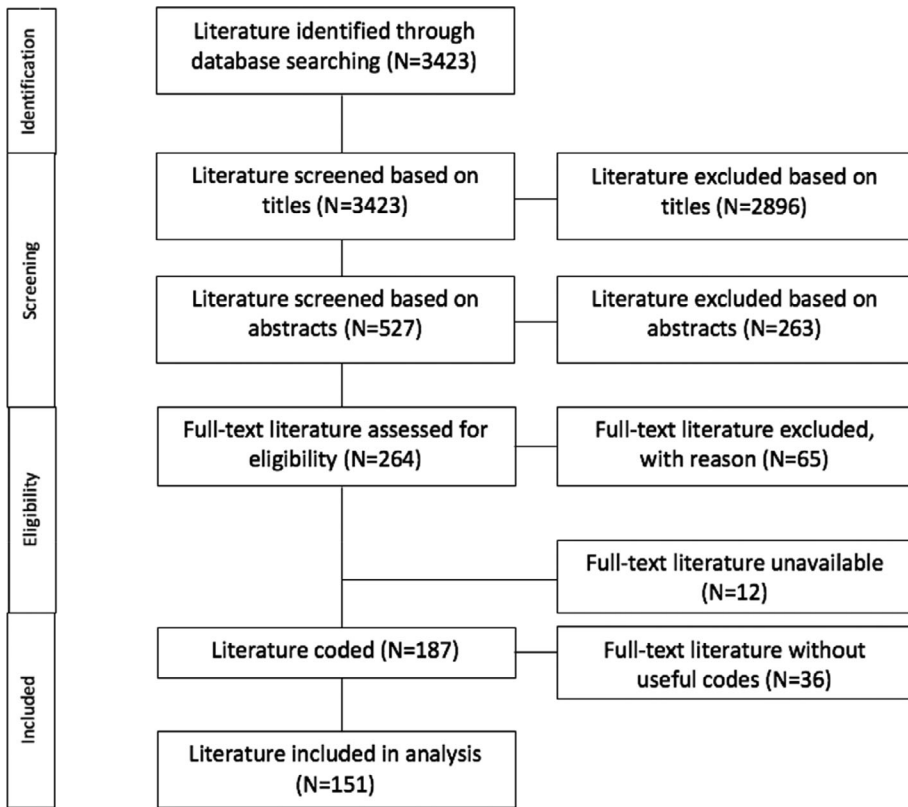 Identification
Literature identified through
database searching (N=3423)
Screening
Literature screened based on
titles (N=3423)
Literature excluded based on
titles (N=2896)
Literature screened based on
abstracts (N=527)
Literature excluded based on
abstracts (N=263)
Eligibility
Full-text literature assessed for
eligibility (N=264)
Full-text literature excluded,
with reason (N=65)
Full-text literature unavailable
(N=12)
Included
Literature coded (N=187)
Full-text literature without
useful codes (N=36)
Literature included in analysis
(N=151)